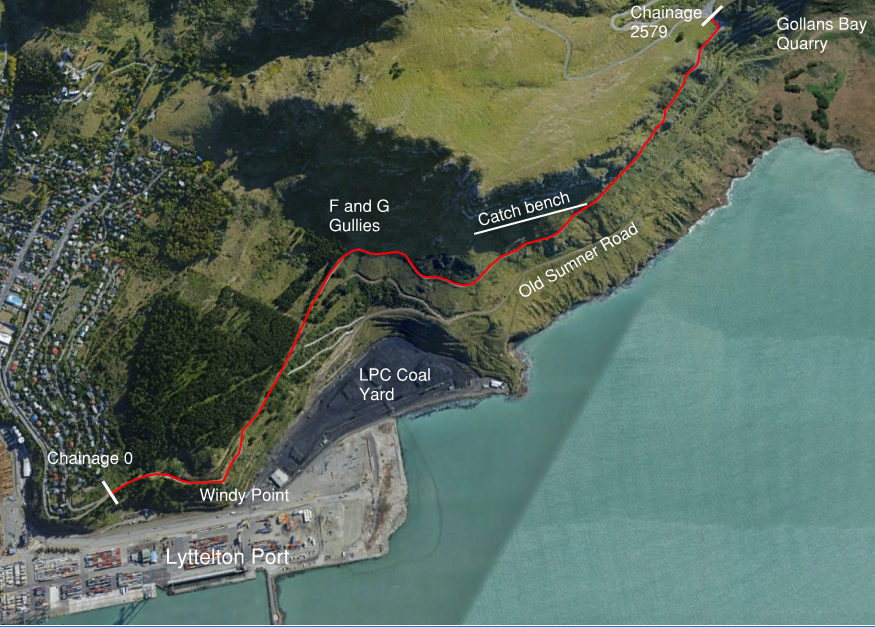 Chainage
2579
Gollans Bay
Quarry
F and G
Gullies
Catch bench
Old Sumner Road
LPC Coal
Yard
Chainage 0
Windy Point
Lyttelton Port